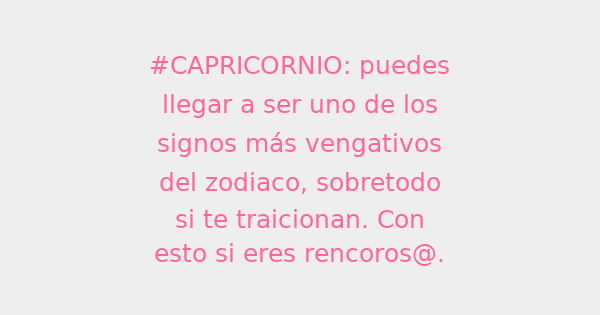 #CAPRICORNIO: puedes
llegar a ser uno de los
signos más vengativos
del zodiaco, sobretodo
si te traicionan. Con
esto si eres rencoros@.